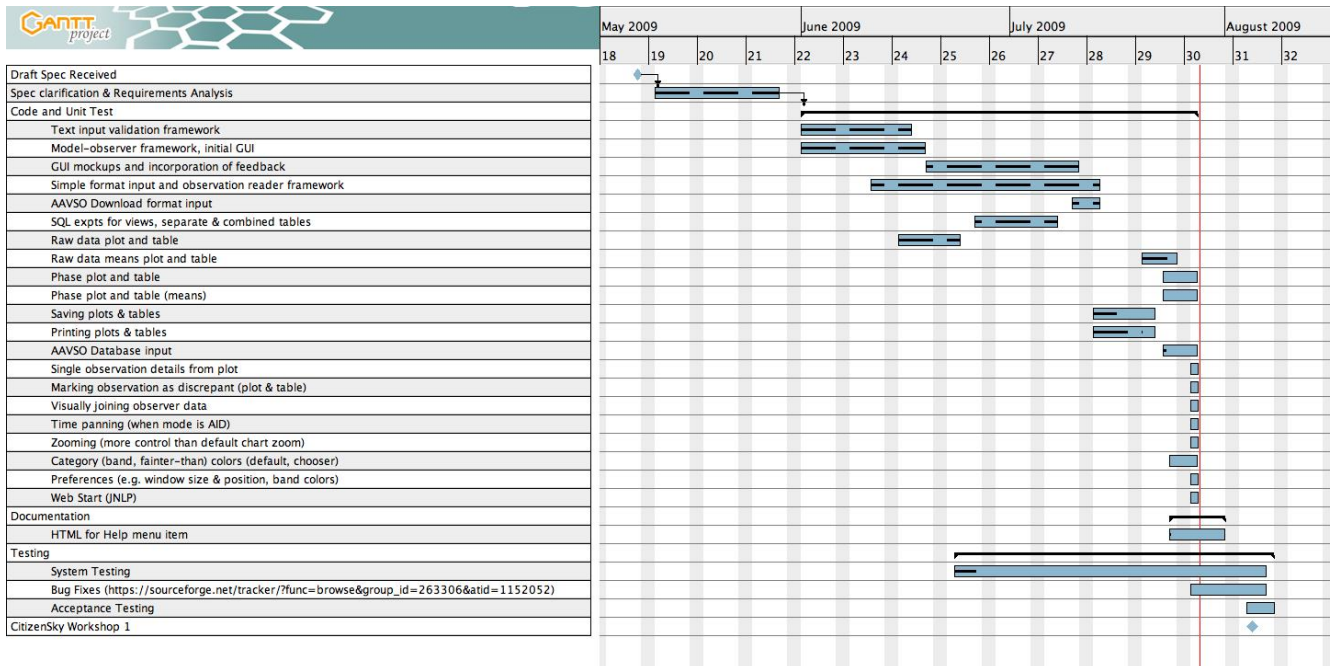 GANTT
project
May 2009 June 2009 July 2009 August 2009
18 19 20 21 22 23 24 25 26 27 28 29 30 31 32
Draft Spec Received
Spec clarification & Requirements Analysis
Code and Unit Test
Text input validation framework
Model-observer framework, initial GUI
GUI mockups and incorporation of feedback
Simple format input and observation reader framework
AAVSO Download format input
SQL expts for views, separate & combined tables
Raw data plot and table
Raw data means plot and table
Phase plot and table
Phase plot and table (means)
Saving plots & tables
Printing plots & tables
AAVSO Database input
Single observation details from plot
Marking observation as discrepant (plot & table)
Visually joining observer data
Time panning (when mode is AID)
Zooming (more control than default chart zoom)
Category (band, fainter-than) colors (default, chooser)
Preferences (e.g. window size & position, band colors)
Web Start (JNLP)
Documentation
HTML for Help menu item
Testing
System Testing
Bug Fixes (https://sourceforge.net/tracker/?func=browse&group_id=263306&atid=1152052)
Acceptance Testing
CitizenSky Workshop 1